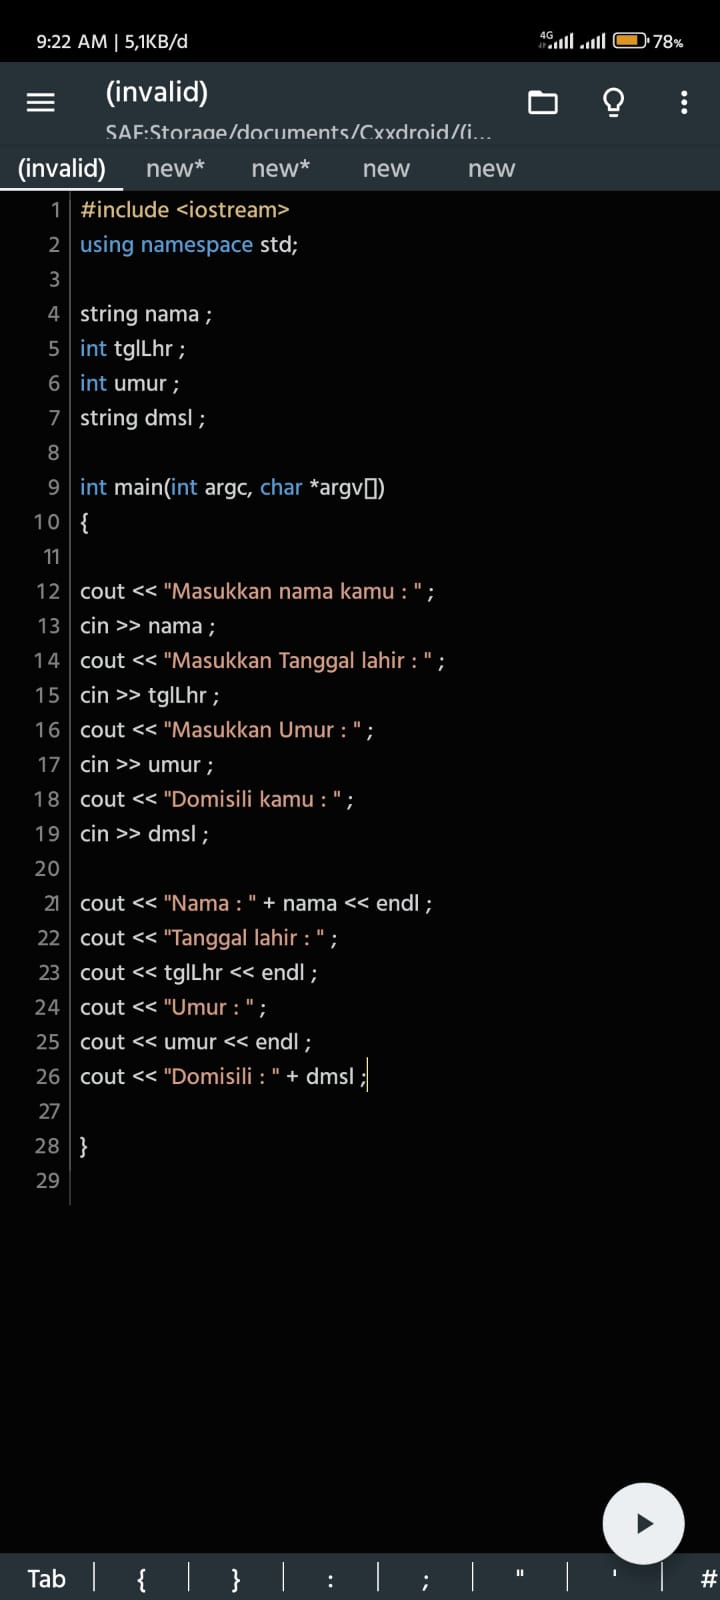 9:22 AM | 5,1KB/d 4G 78%
(invalid)
SAF:Storage/documents/Cxxdroid/(i...
(invalid) new* new* new new
1 #include <iostream>
2 using namespace std;
3
4 string nama ;
5 int tglLhr ;
6 int umur ;
7 string dmsl ;
8
9 int main(int argc, char *argv[])
10 {
11
12 cout << "Masukkan nama kamu : " ;
13 cin >> nama ;
14 cout << "Masukkan Tanggal lahir : " ;
15 cin >> tglLhr ;
16 cout << "Masukkan Umur : " ;
17 cin >> umur ;
18 cout << "Domisili kamu : " ;
19 cin >> dmsl ;
20
21 cout << "Nama : " + nama << endl ;
22 cout << "Tanggal lahir : " ;
23 cout << tglLhr << endl ;
24 cout << "Umur : " ;
25 cout << umur << endl ;
26 cout << "Domisili : " + dmsl ;
27
28 }
29
Tab | { | } | : | ; | " | ' | #